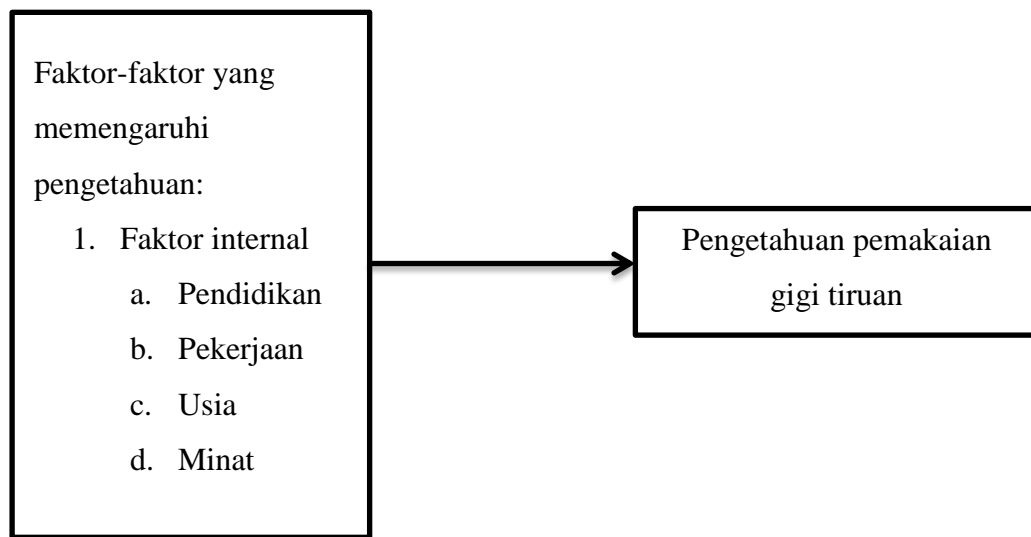 Faktor-faktor yang
memengaruhi
pengetahuan:
1. Faktor internal
a. Pendidikan
b. Pekerjaan
c. Usia
d. Minat
Pengetahuan pemakaian
gigi tiruan